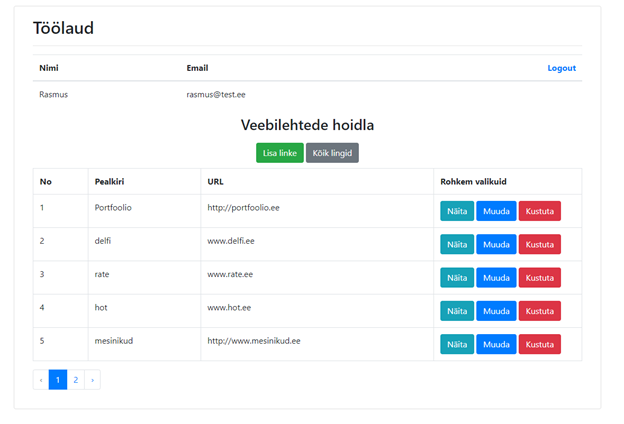 Töölaud
Nimi Email Logout
Rasmus rasmus@test.ee
Veebilehtede hoidla
Lisa linke Kõik lingid
No Pealkiri URL Rohkem valikuid
1 Portfoolio http://portfoolio.ee Näita Muuda Kustuta
2 delfi www.delfi.ee Näita Muuda Kustuta
3 rate www.rate.ee Näita Muuda Kustuta
4 hot www.hot.ee Näita Muuda Kustuta
5 mesinikud http://www.mesinikud.ee Näita Muuda Kustuta
‹ 1 2 ›